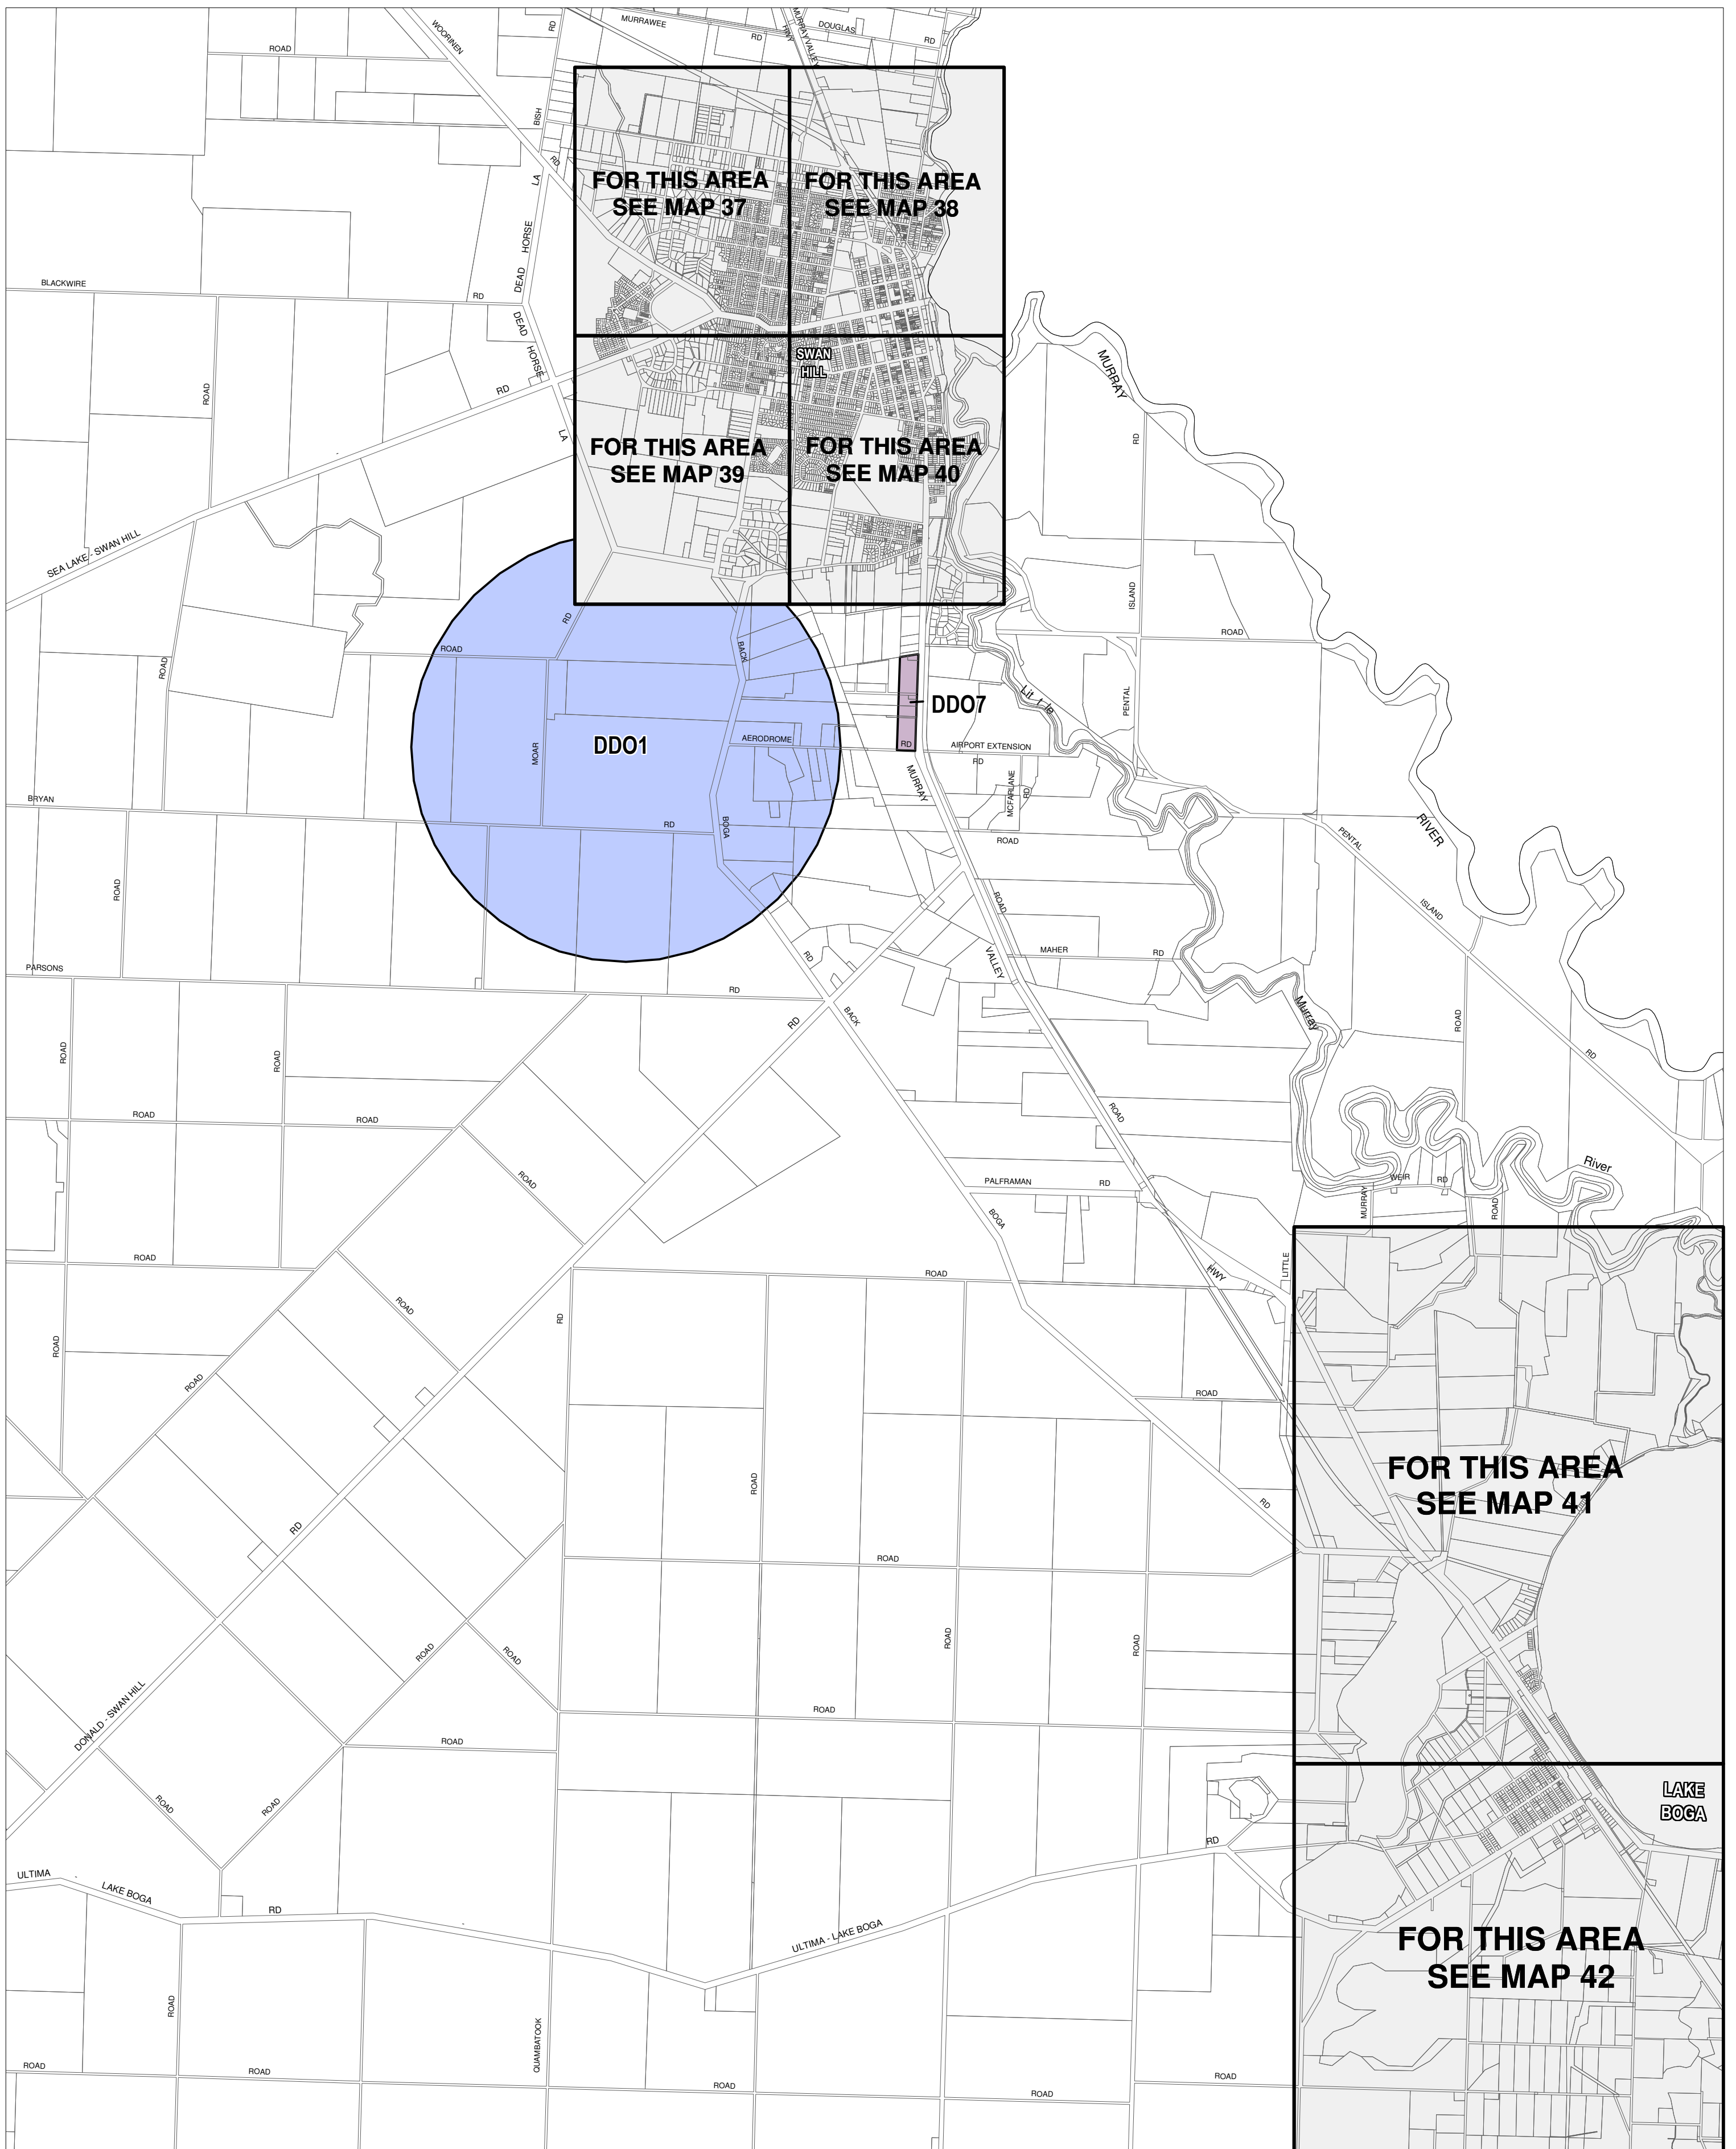 MURRAWEE
DOUGLAS
WOORINEN
RD
HWY
MURRAY VALLEY
RD
RD
ROAD
BISH
RD
LA
FOR THIS AREA
SEE MAP 37
FOR THIS AREA
SEE MAP 38
HORSE
DEAD
BLACKWIRE
RD
DEAD
HORSE
SWAN
HILL
MURRAY
RD
ROAD
LA
RD
FOR THIS AREA
SEE MAP 39
FOR THIS AREA
SEE MAP 40
SEA LAKE - SWAN HILL
ISLAND
RD
ROAD
ROAD
BACK
ROAD
PENTAL
Lit t le
DDO7
DDO1
MOAR
AERODROME
RD
AIRPORT EXTENSION
RD
MURRAY
MCFARLANE
RD
BRYAN
RD
BOGA
ROAD
PENTAL
RIVER
ROAD
ROAD
ISLAND
MAHER
RD
VALLEY
RD
PARSONS
RD
BACK
RD
Murray
ROAD
RD
ROAD
ROAD
ROAD
ROAD
ROAD
ROAD
PALFRAMAN
RD
WEIR
RD
River
MURRAY
ROAD
BOGA
LITTLE
HWY
ROAD
ROAD
ROAD
RD
ROAD
ROAD
ROAD
FOR THIS AREA
SEE MAP 41
ROAD
RD
RD
ROAD
ROAD
ROAD
ROAD
ROAD
DONALD - SWAN HILL
ROAD
ROAD
ROAD
ROAD
LAKE
BOGA
RD
ULTIMA
-
LAKE BOGA
RD
-
ULTIMA - LAKE BOGA
FOR THIS AREA
SEE MAP 42
ROAD
QUAMBATOOK
ROAD
ROAD
ROAD
ROAD
ROAD